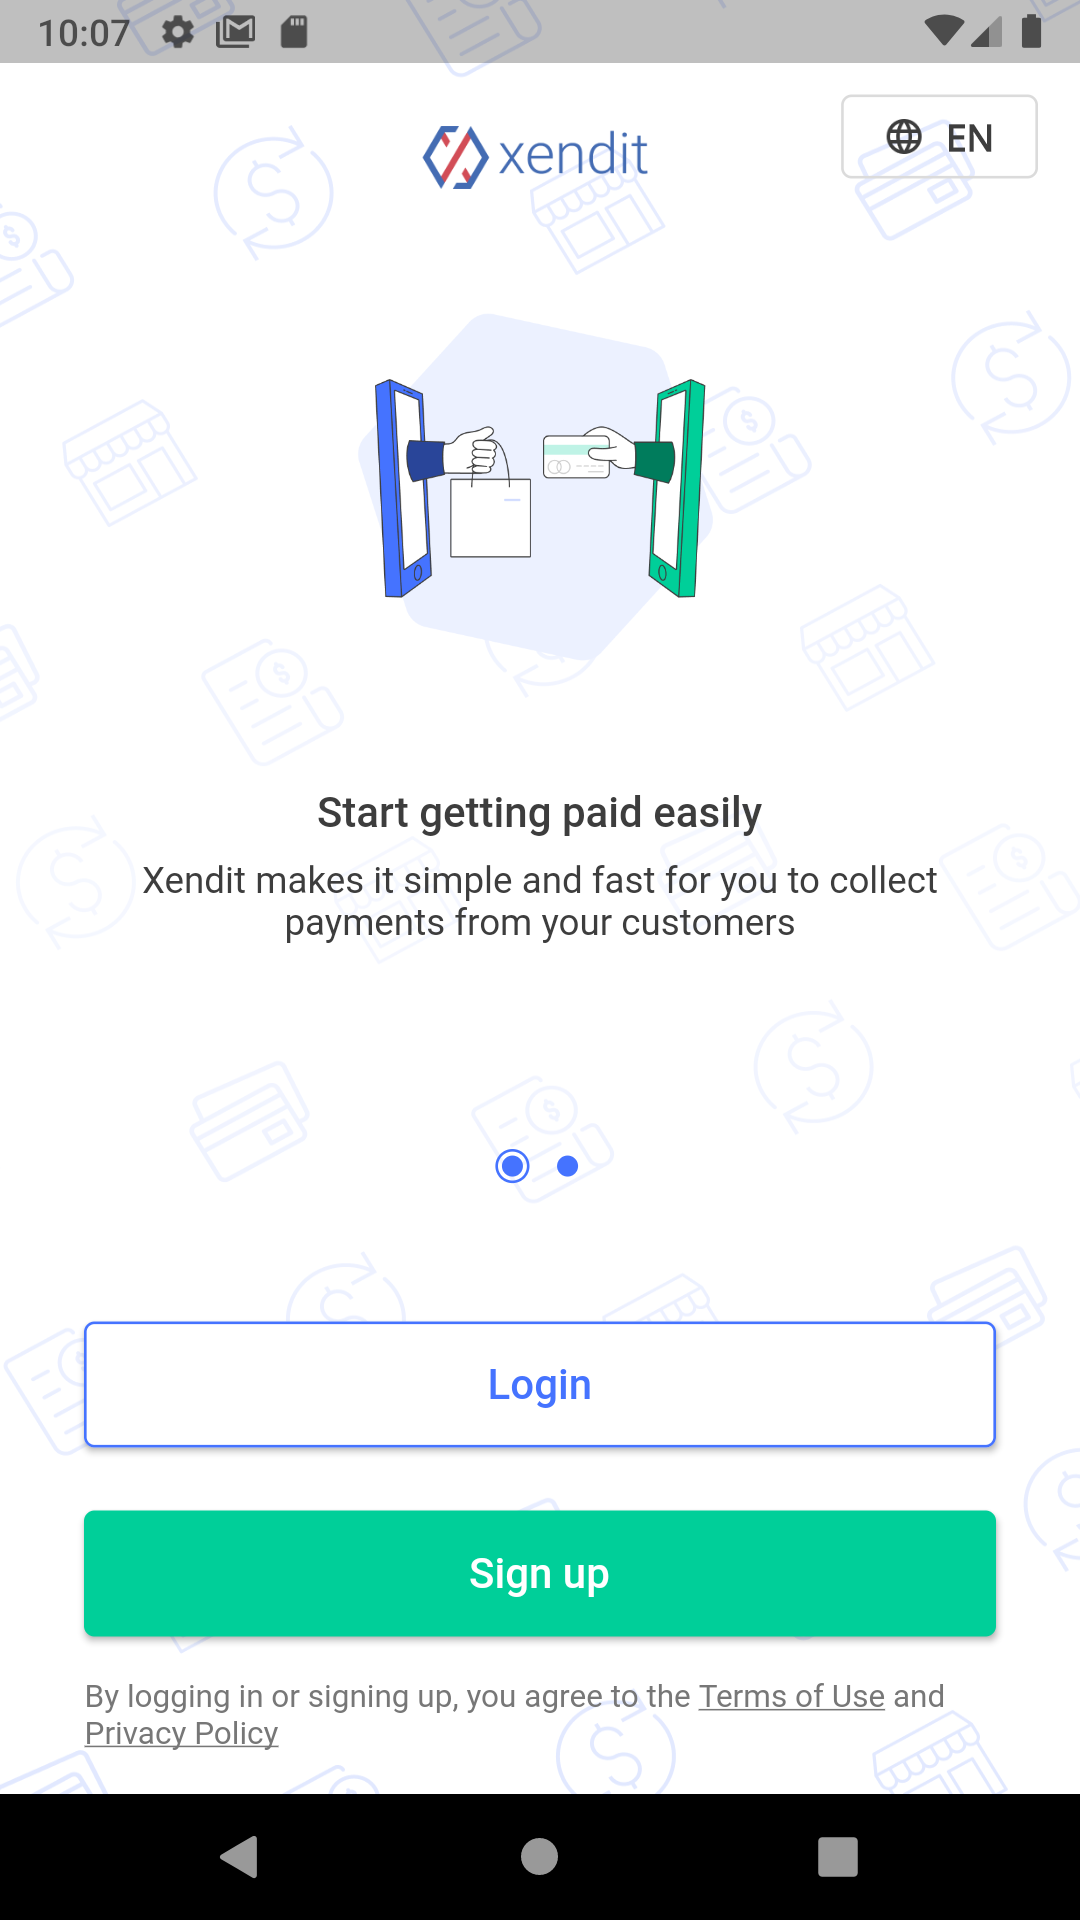 10:07
xendit
EN
Start getting paid easily
Xendit makes it simple and fast for you to collect
payments from your customers
Login
Sign up
By logging in or signing up, you agree to the Terms of Use and
Privacy Policy